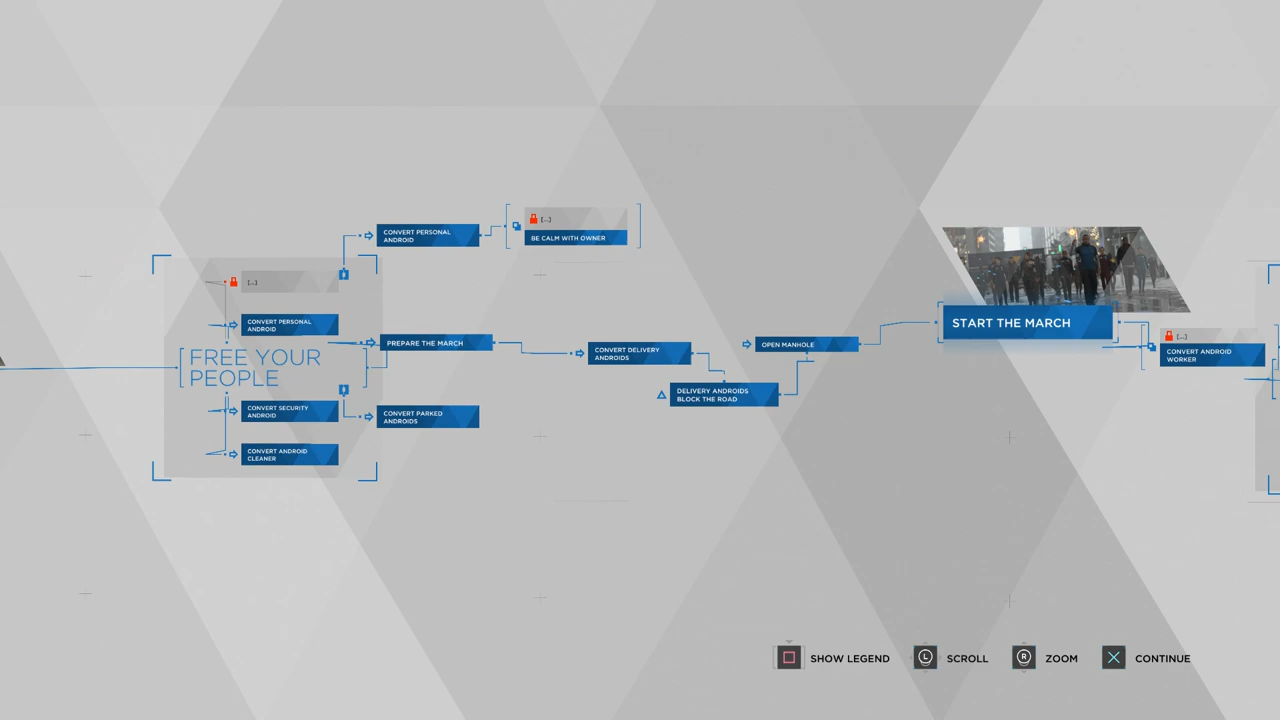 CONVERT PERSONAL
ANDROID
[...]
BE CALM WITH OWNER
[...]
CONVERT PERSONAL
ANDROID
FREE YOUR
PEOPLE
CONVERT SECURITY
ANDROID
CONVERT ANDROID
CLEANER
PREPARE THE MARCH
CONVERT PARKED
ANDROIDS
CONVERT DELIVERY
ANDROIDS
DELIVERY ANDROIDS
BLOCK THE ROAD
OPEN MANHOLE
START THE MARCH
[...]
CONVERT ANDROID
WORKER
SHOW LEGEND
L
SCROLL
R
ZOOM
CONTINUE